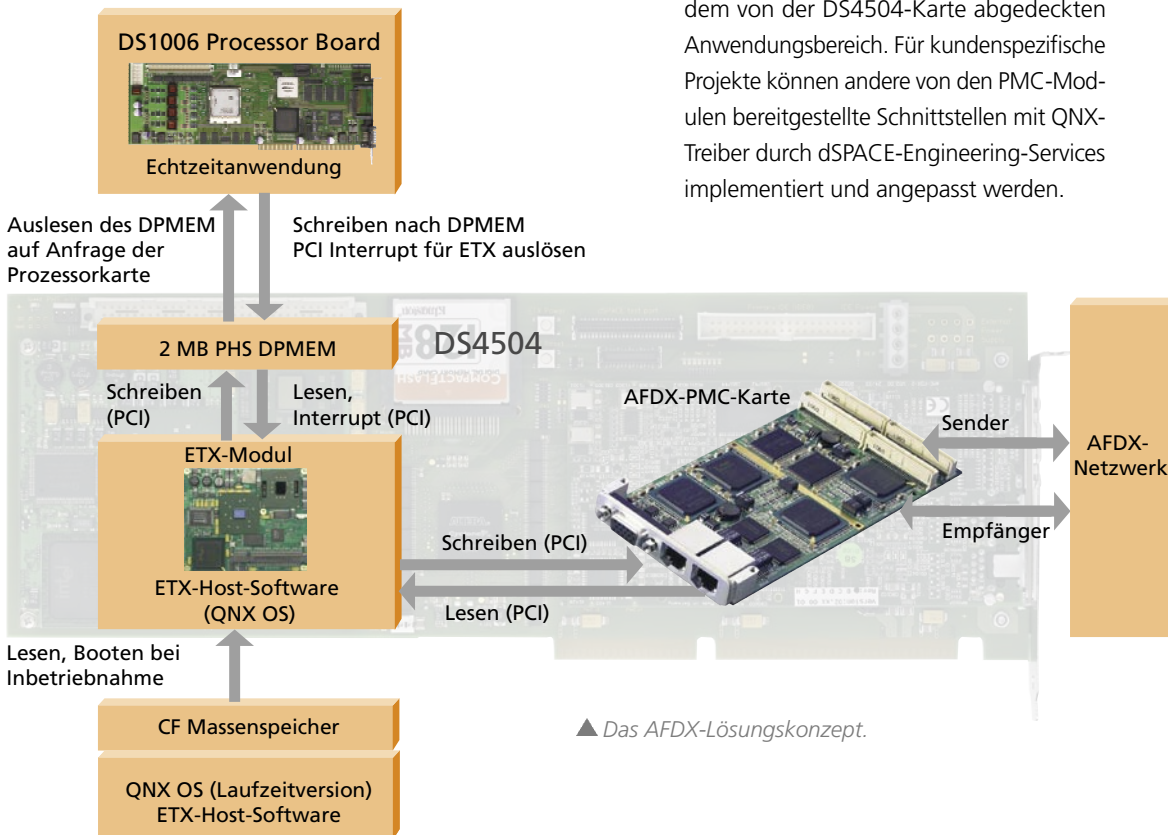 dem von der DS4504-Karte abgedeckten
Anwendungsbereich. Für kundenspezifische
Projekte können andere von den PMC-Mod-
ulen bereitgestellte Schnittstellen mit QNX-
Treiber durch dSPACE-Engineering-Services
implementiert und angepasst werden.
DS1006 Processor Board
Echtzeitanwendung
Auslesen des DPMEM
auf Anfrage der
Prozessorkarte
Schreiben nach DPMEM
PCI Interrupt für ETX auslösen
2 MB PHS DPMEM
DS4504
COMPACTFLASH
Schreiben
(PCI)
Lesen,
Interrupt (PCI)
ETX-Modul
ETX-Host-Software
(QNX OS)
AFDX-PMC-Karte
Sender
Empfänger
AFDX-
Netzwerk
Schreiben (PCI)
Lesen (PCI)
Lesen, Booten bei
Inbetriebnahme
CF Massenspeicher
QNX OS (Laufzeitversion)
ETX-Host-Software
▲ Das AFDX-Lösungskonzept.